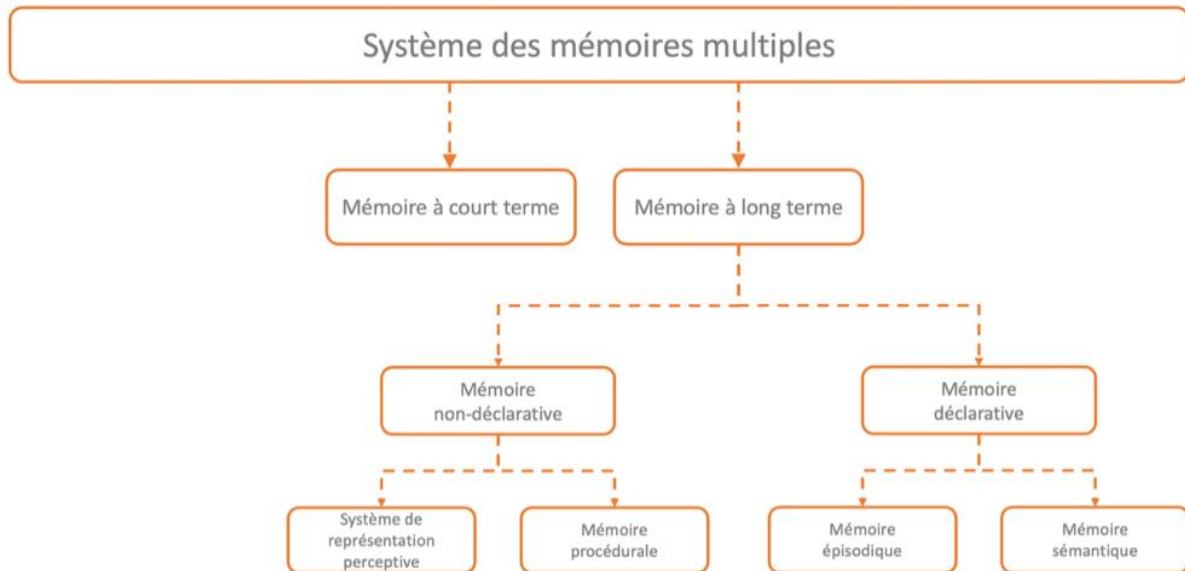 Système des mémoires multiples
Mémoire à court terme
Mémoire à long terme
Mémoire
non-déclarative
Mémoire
déclarative
Système de
représentation
perceptive
Mémoire
procédurale
Mémoire
épisodique
Mémoire
sémantique